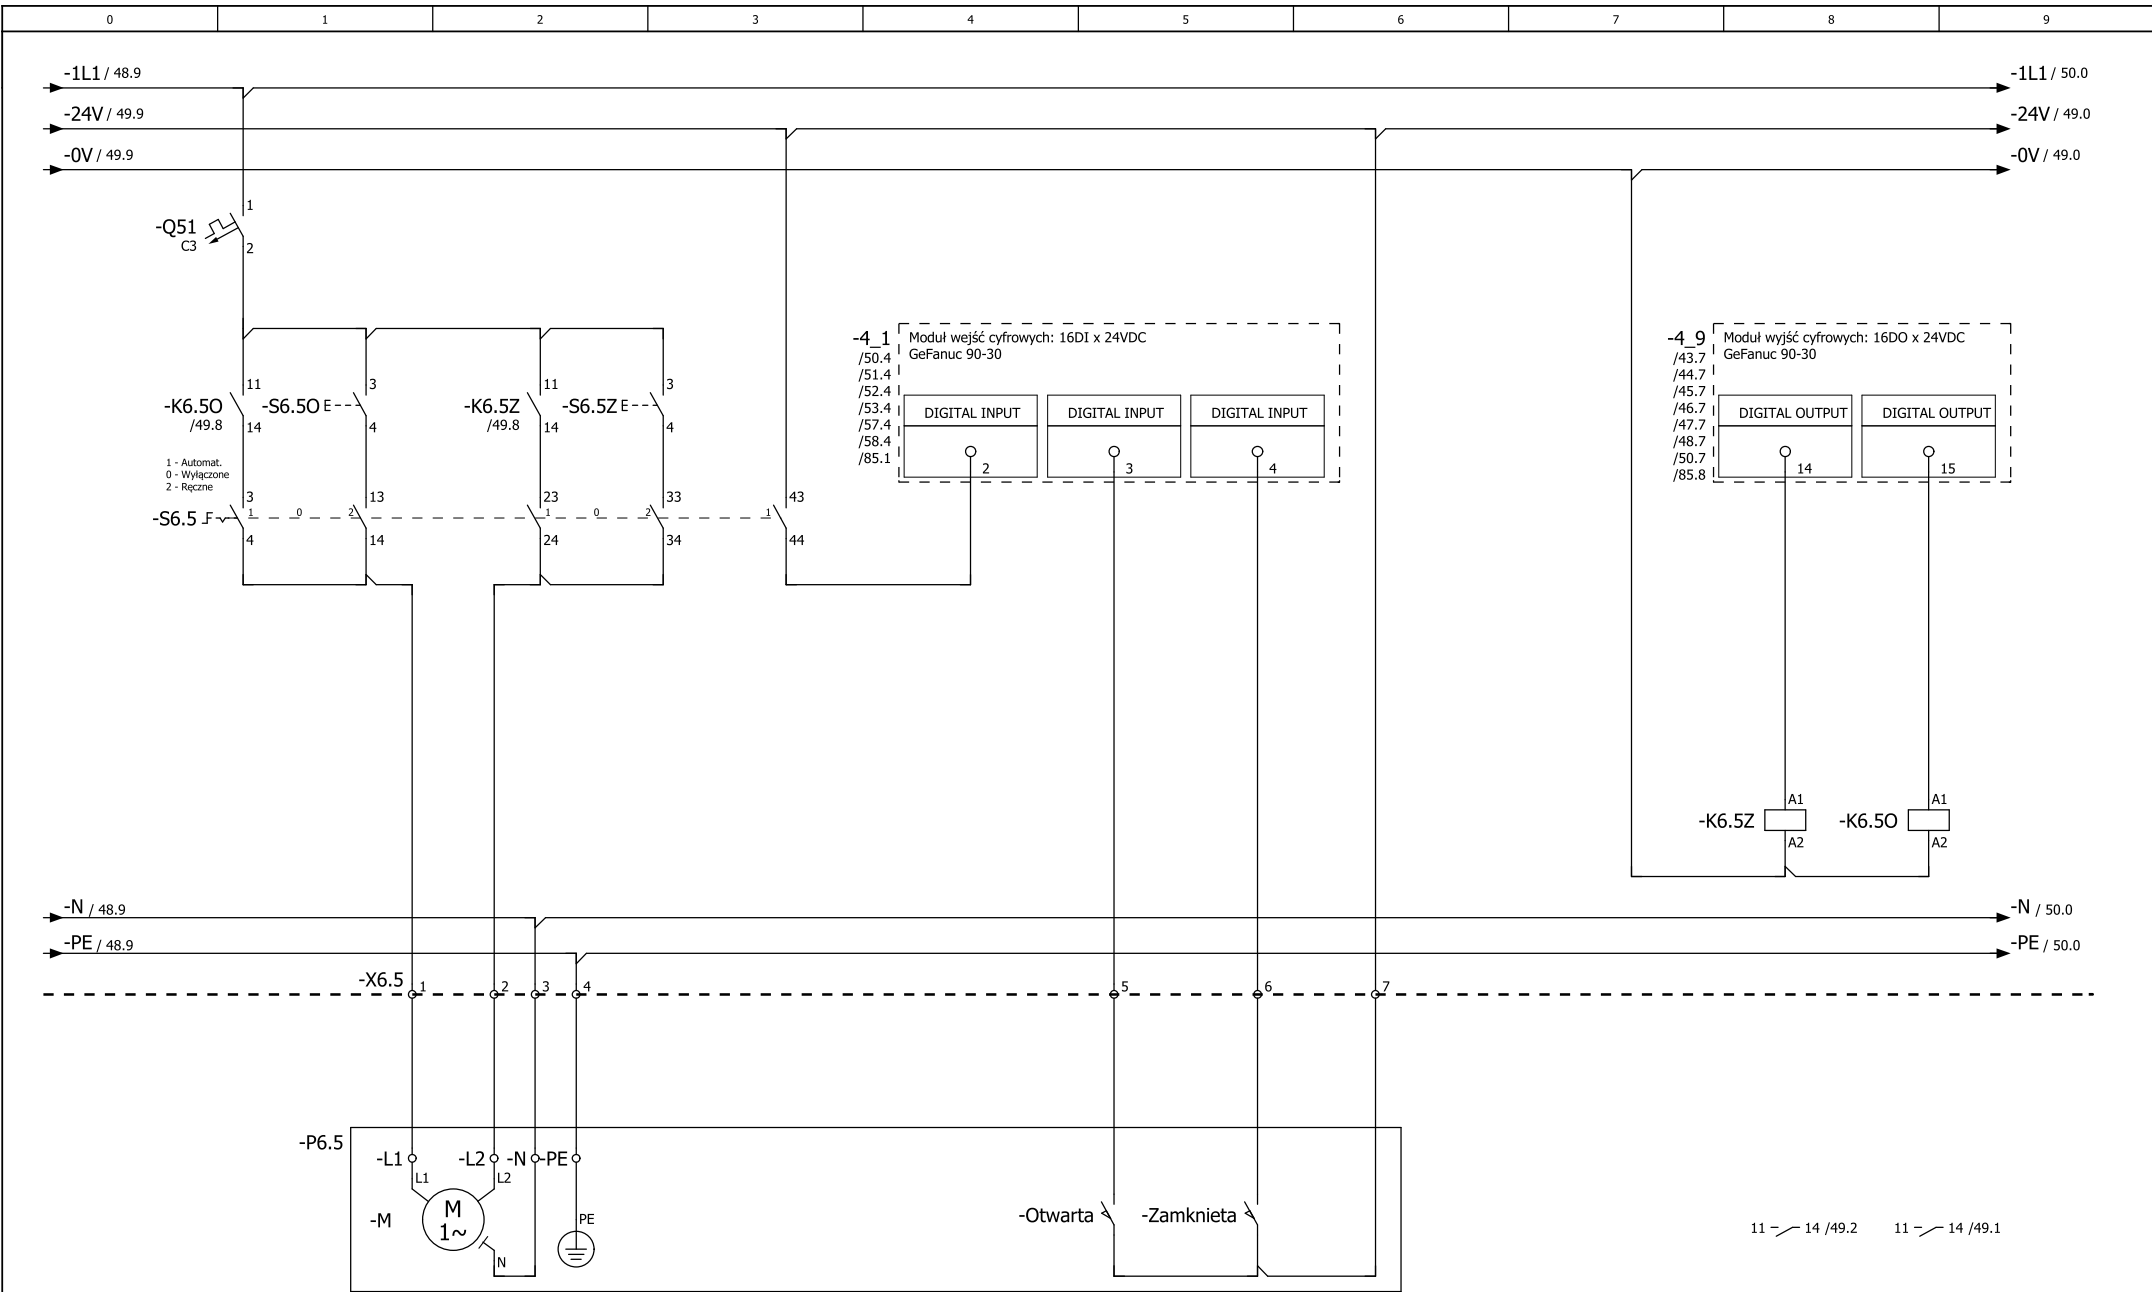 0 1 2 3 4 5 6 7 8 9
-1L1 / 48.9
-1L1 / 50.0
-24V / 49.9
-24V / 49.0
-0V / 49.9
-0V / 49.0
1
-Q51
C3
2
-4_1
/50.4
/51.4
/52.4
/53.4
/57.4
/58.4
/85.1
Moduł wejść cyfrowych: 16DI x 24VDC
GeFanuc 90-30
DIGITAL INPUT
2
DIGITAL INPUT
3
DIGITAL INPUT
4
-4_9
/43.7
/44.7
/45.7
/46.7
/47.7
/48.7
/50.7
/85.8
Moduł wyjść cyfrowych: 16DO x 24VDC
GeFanuc 90-30
DIGITAL OUTPUT
14
DIGITAL OUTPUT
15
11 3 11 3
-K6.5O -S6.5O E -K6.5Z -S6.5Z E
/49.8 /49.8
14 4 14 4
1 - Automat.
0 - Wyłączone
2 - Ręczne
3 13 23 33 43
-S6.5 1 0 2 1 0 2 1
4 14 24 34 44
A1 A1
-K6.5Z -K6.5O
A2 A2
-N / 48.9
-N / 50.0
-PE / 48.9
-PE / 50.0
-X6.5 1 2 3 4 5 6 7
-P6.5
-L1 -L2 -N -PE
L1 L2
-M
M
1~
N
PE
-Otwarta -Zamknieta
11 14 /49.2 11 14 /49.1